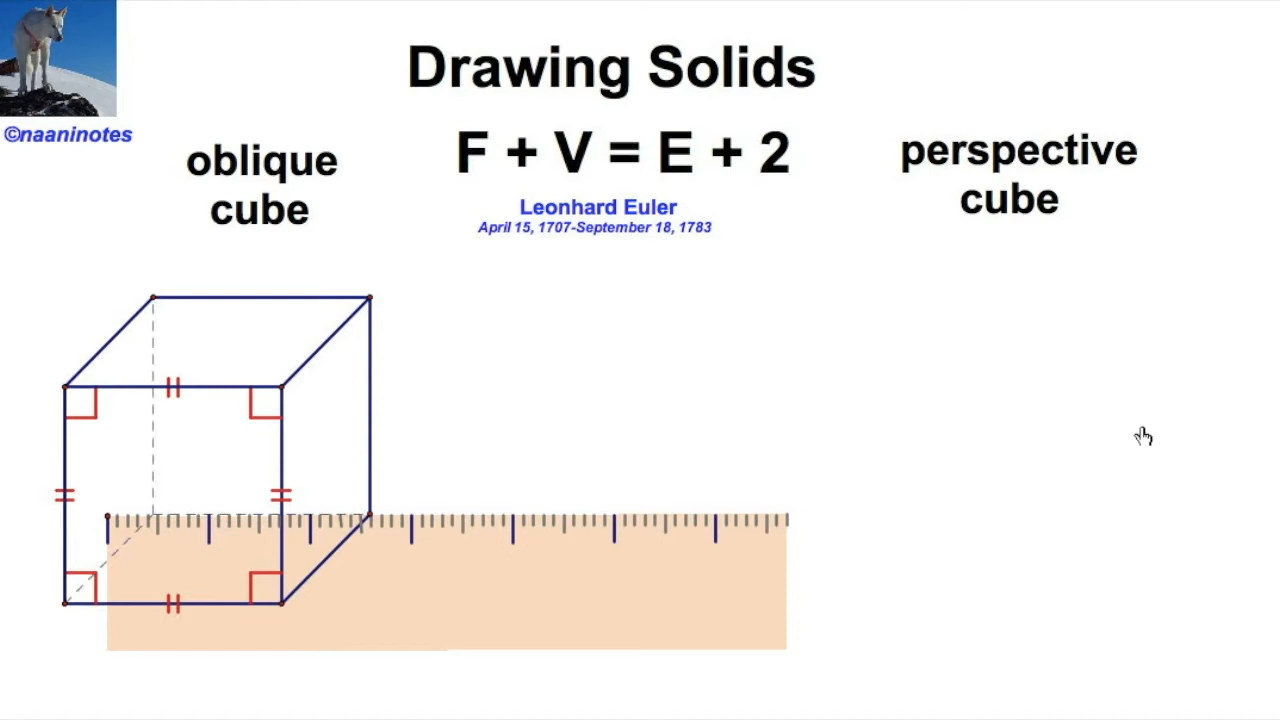 Drawing Solids
©naaninotes
oblique
cube
F + V = E + 2
Leonhard Euler
April 15, 1707-September 18, 1783
perspective
cube